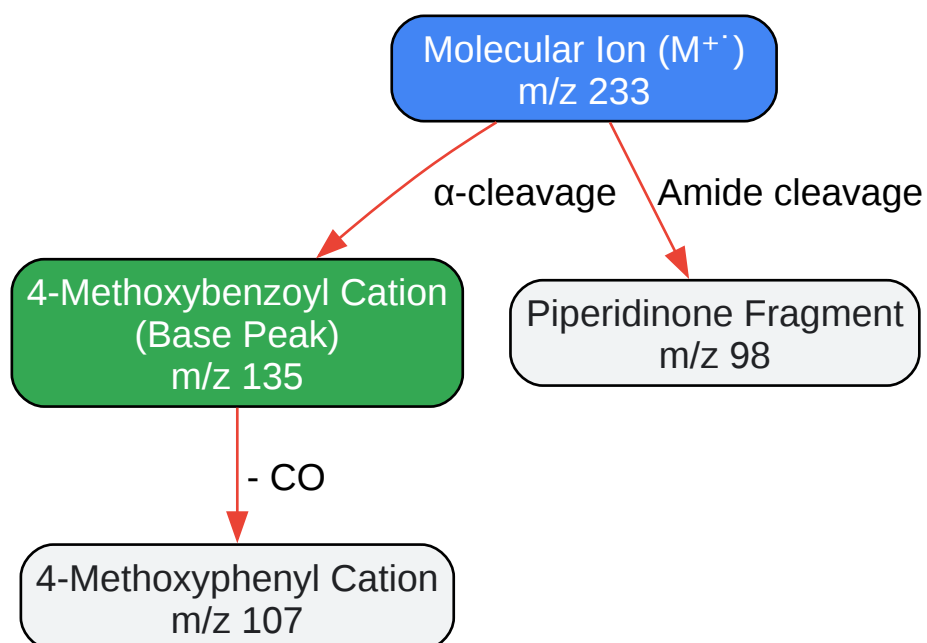 Molecular Ion (M⁺˙)
m/z 233
α-cleavage
Amide cleavage
4-Methoxybenzoyl Cation
(Base Peak)
m/z 135
Piperidinone Fragment
m/z 98
- CO
4-Methoxyphenyl Cation
m/z 107